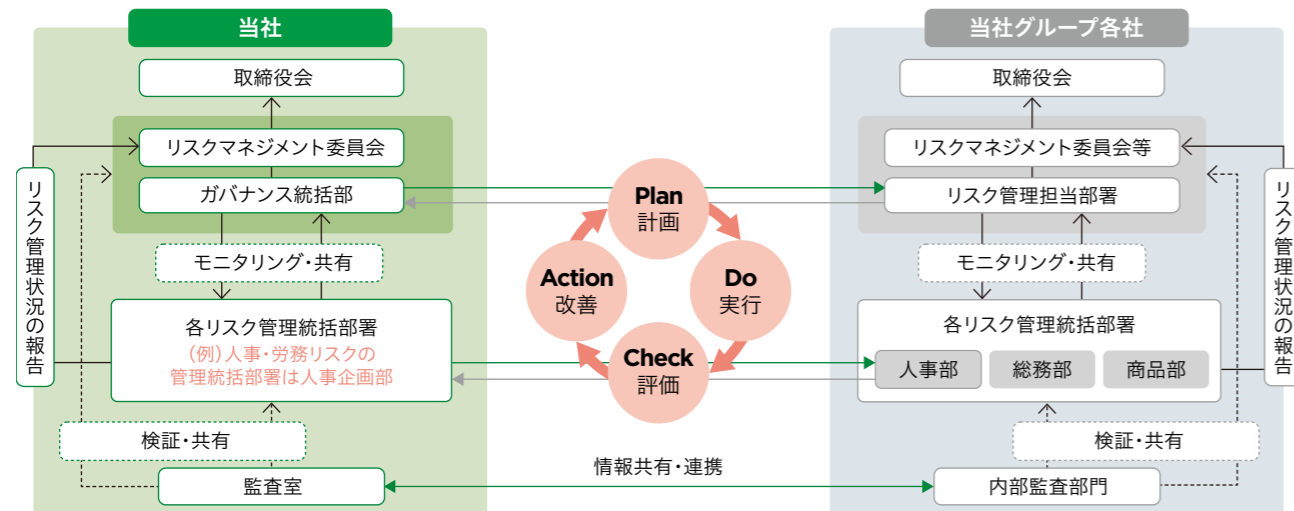 当社
取締役会
リスクマネジメント委員会
ガバナンス統括部
モニタリング・共有
各リスク管理統括部署
(例)人事・労務リスクの
管理統括部署は人事企画部
検証・共有
監査室
リスク管理状況の報告
Plan
計画
Do
実行
Check
評価
Action
改善
情報共有・連携
当社グループ各社
取締役会
リスクマネジメント委員会等
リスク管理担当部署
モニタリング・共有
各リスク管理統括部署
人事部
総務部
商品部
検証・共有
内部監査部門
リスク管理状況の報告